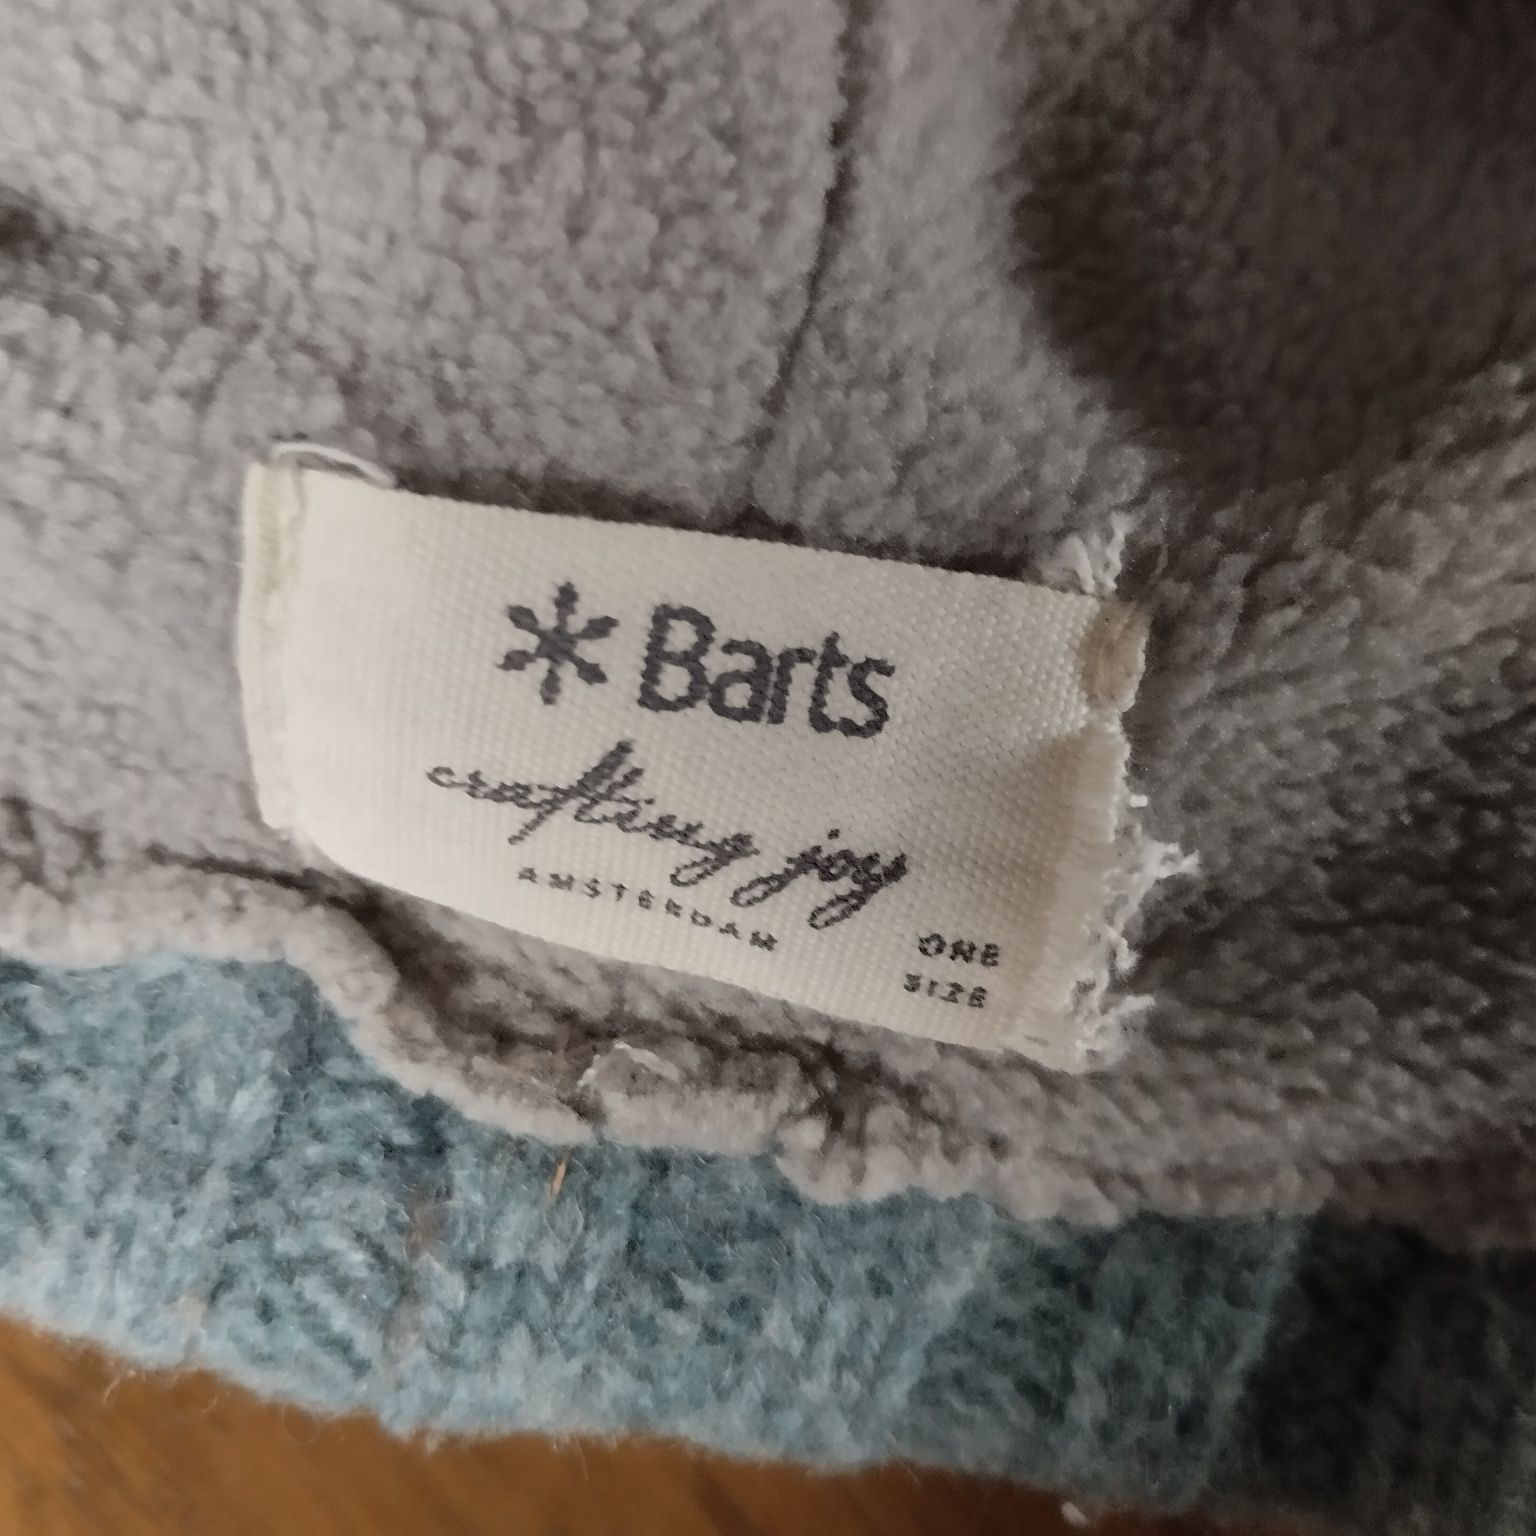 Barts
crafting joy
AMSTERDAM
ONE
SIZE